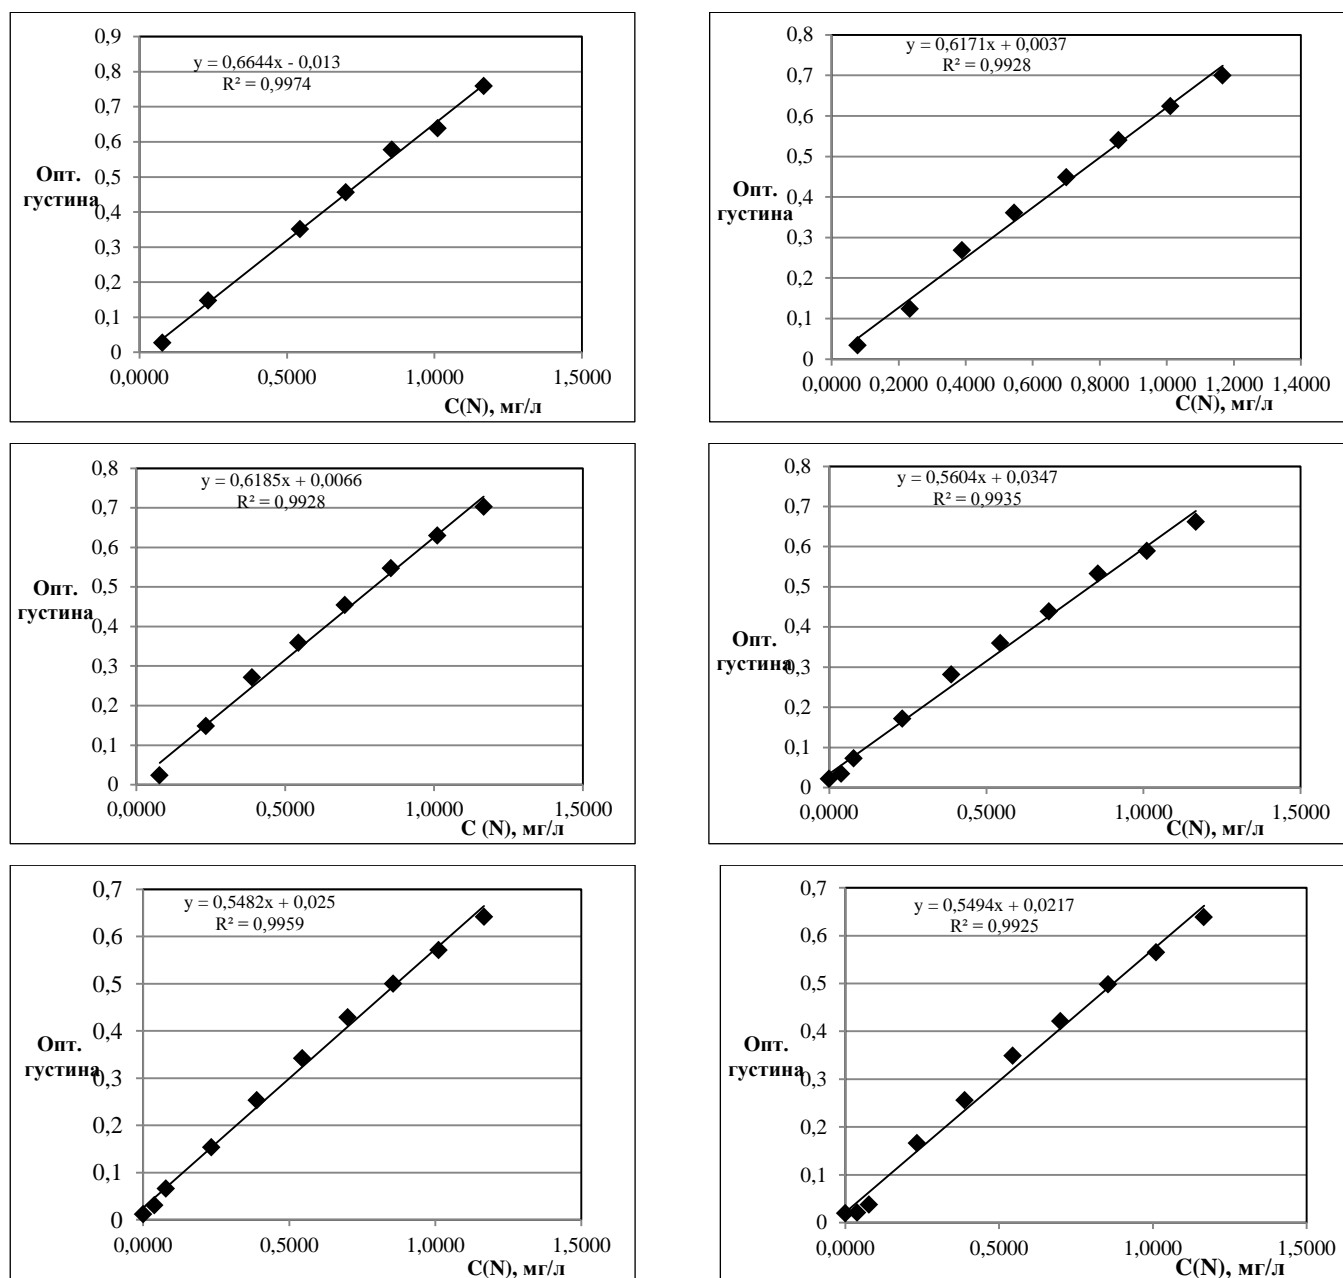 y = 0,6644x - 0,013
R² = 0,9974
0,9
0,8
0,7
0,6
0,5
0,4
0,3
0,2
0,1
0
Опт.
густина
0,0000 0,5000 1,0000 1,5000
C(N), мг/л
y = 0,6171x + 0,0037
R² = 0,9928
0,8
0,7
0,6
0,5
0,4
0,3
0,2
0,1
0
Опт.
густина
0,0000 0,2000 0,4000 0,6000 0,8000 1,0000 1,2000 1,4000
C(N), мг/л
y = 0,6185x + 0,0066
R² = 0,9928
0,8
0,7
0,6
0,5
0,4
0,3
0,2
0,1
0
Опт.
густина
0,0000 0,5000 1,0000 1,5000
C (N), мг/л
y = 0,5604x + 0,0347
R² = 0,9935
0,8
0,7
0,6
0,5
0,4
0,3
0,2
0,1
0
Опт.
густина
0,0000 0,5000 1,0000 1,5000
C(N), мг/л
y = 0,5482x + 0,025
R² = 0,9959
0,7
0,6
0,5
0,4
0,3
0,2
0,1
0
Опт.
густина
0,0000 0,5000 1,0000 1,5000
C(N), мг/л
y = 0,5494x + 0,0217
R² = 0,9925
0,7
0,6
0,5
0,4
0,3
0,2
0,1
0
Опт.
густина
0,0000 0,5000 1,0000 1,5000
C(N), мг/л